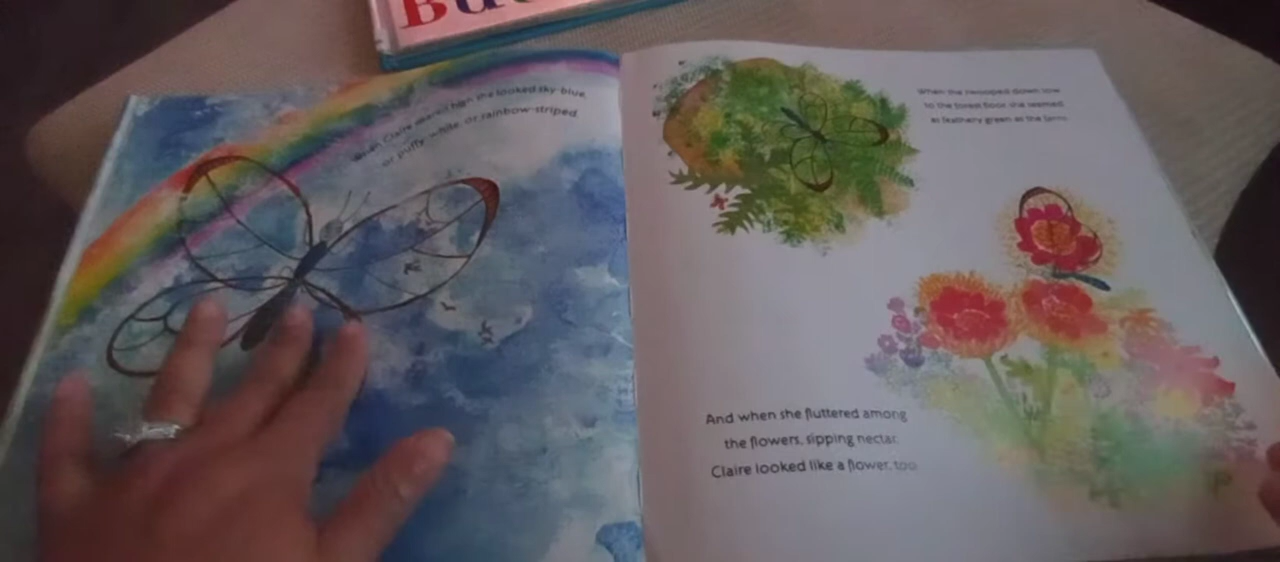 Bu
When Claire soared high she looked sky-blue,
or puffy-white, or rainbow-striped.
When she swooped down low
to the forest floor, she seemed
as feathery green as the ferns.
And when she fluttered among
the flowers, sipping nectar,
Claire looked like a flower, too.